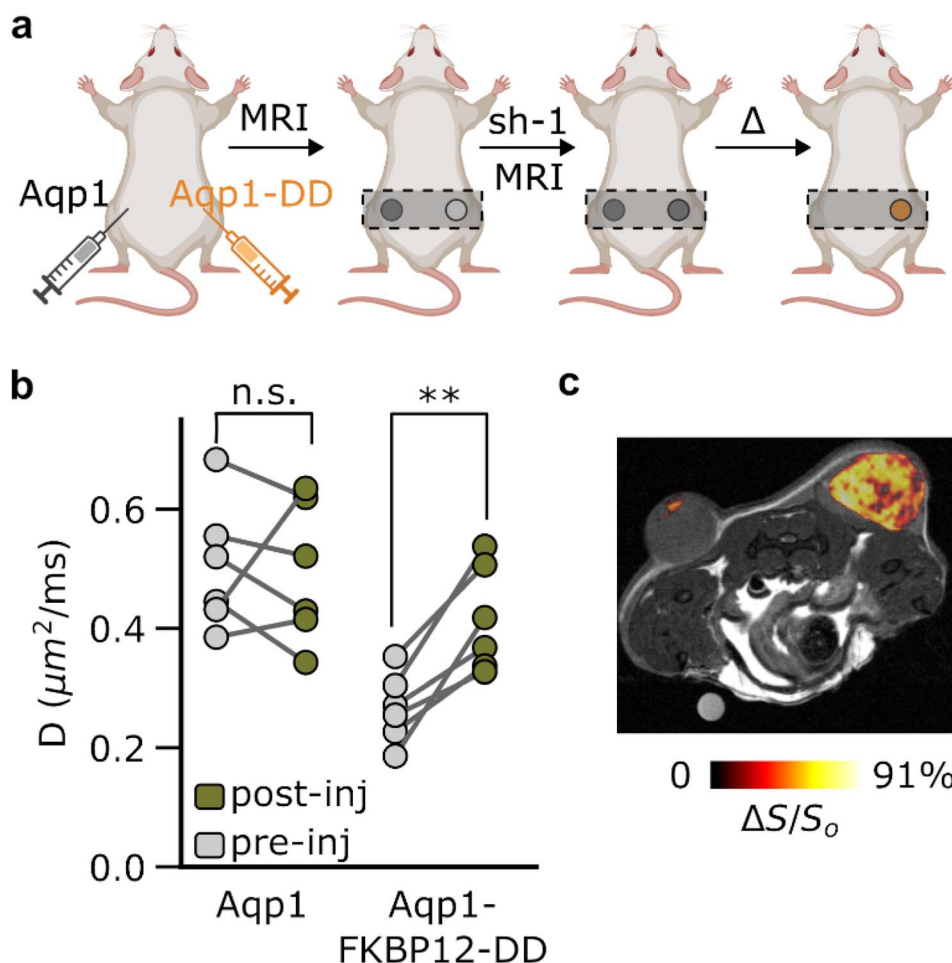 a
MRI
sh-1
MRI
Δ
Aqp1
Aqp1-DD
b
n.s.
**
D (μm²/ms)
0.6
0.4
0.2
0.0
post-inj
pre-inj
Aqp1
Aqp1-
FKBP12-DD
c
0
91%
ΔS/Sₒ